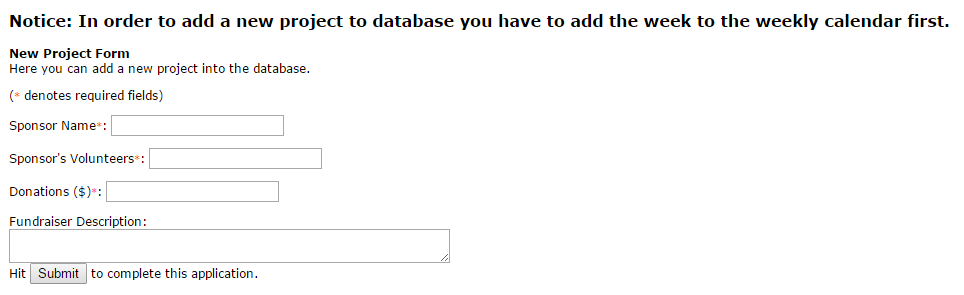 Notice: In order to add a new project to database you have to add the week to the weekly calendar first.
New Project Form
Here you can add a new project into the database.
(* denotes required fields)
Sponsor Name*:
Sponsor's Volunteers*:
Donations ($)*:
Fundraiser Description:
Hit Submit to complete this application.